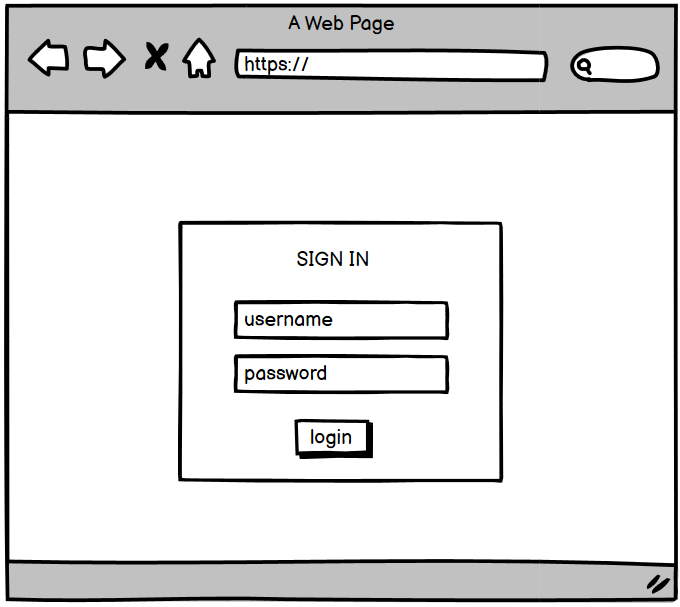 A Web Page
https://
SIGN IN
username
password
login